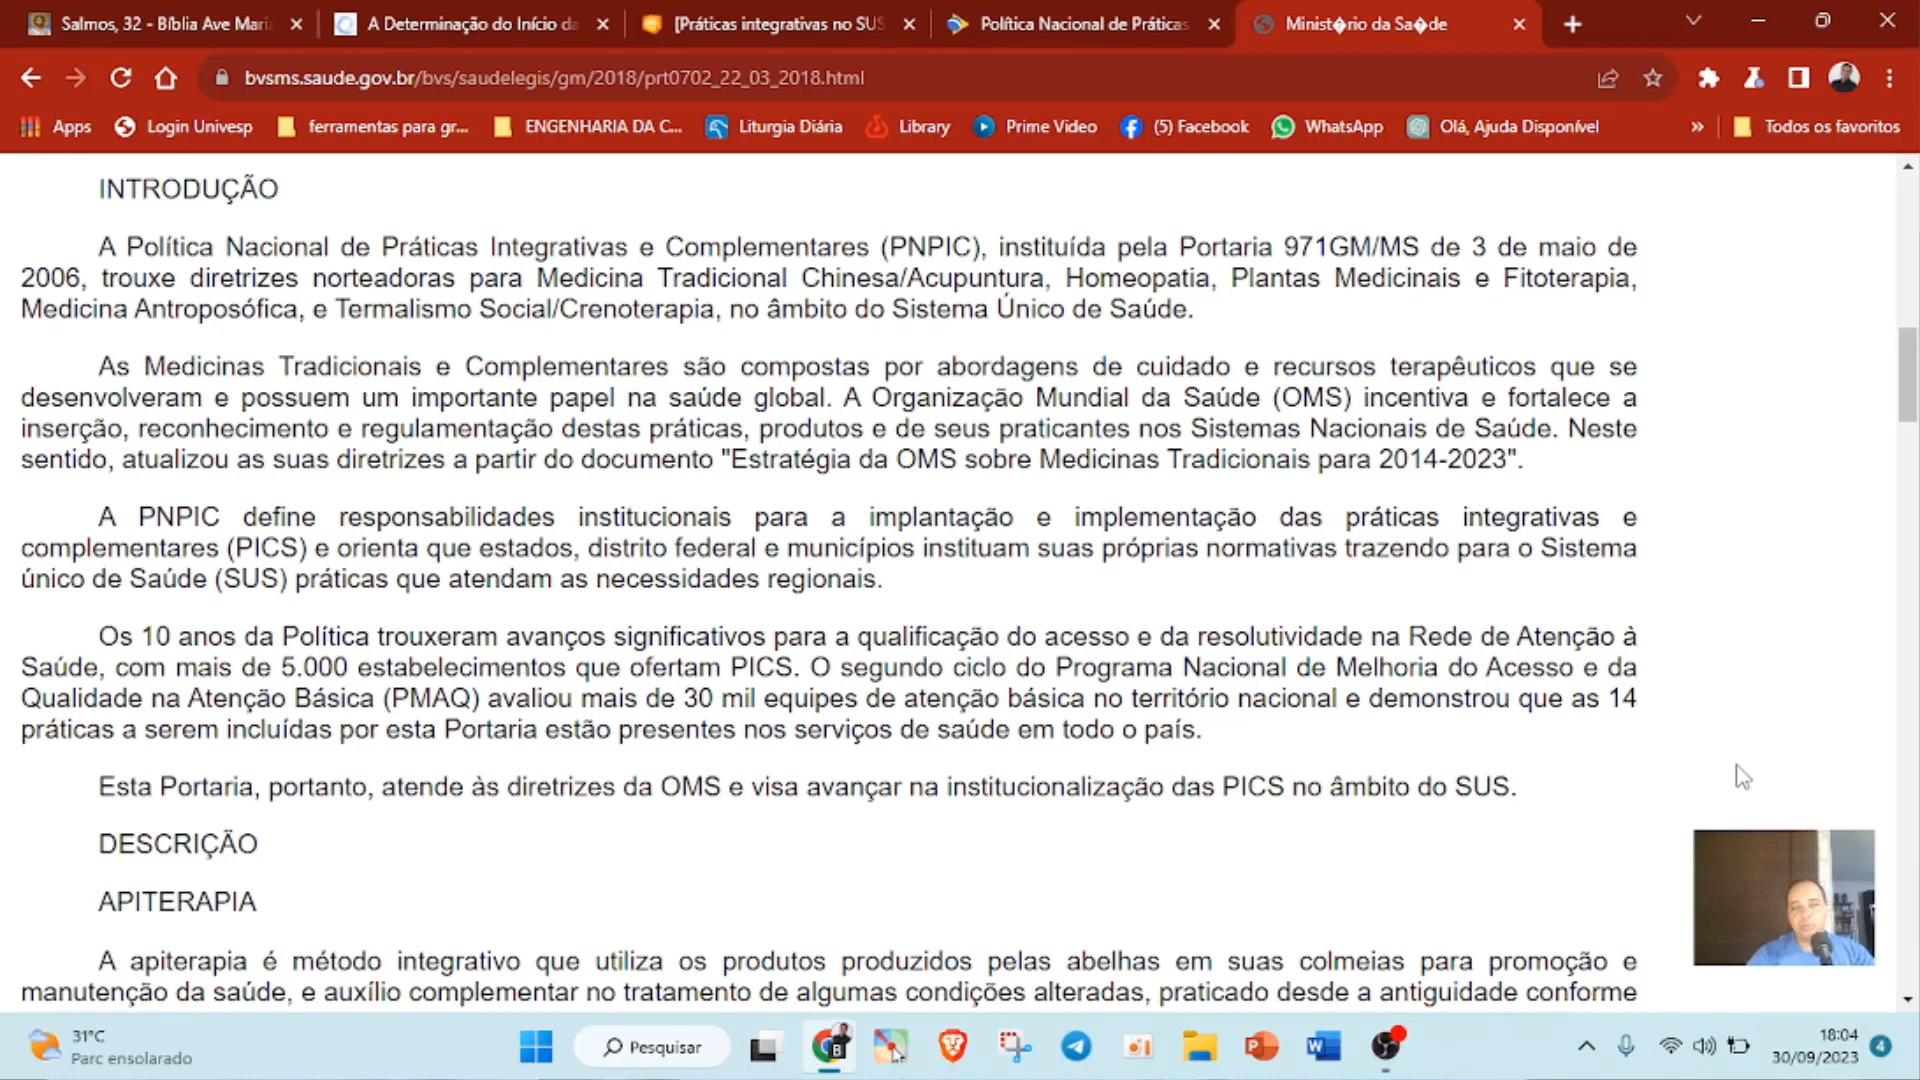 Salmos, 32 - Bíblia Ave Mari
A Determinação do Início da
[Práticas integrativas no SUS
Política Nacional de Práticas
Minist�rio da Sa�de
bvsms.saude.gov.br/bvs/saudelegis/gm/2018/prt0702_22_03_2018.html
Apps
Login Univesp
ferramentas para gr...
ENGENHARIA DA C...
Liturgia Diária
Library
Prime Video
(5) Facebook
WhatsApp
Olá, Ajuda Disponível
»
Todos os favoritos
INTRODUÇÃO
A Política Nacional de Práticas Integrativas e Complementares (PNPIC), instituída pela Portaria 971GM/MS de 3 de maio de
2006, trouxe diretrizes norteadoras para Medicina Tradicional Chinesa/Acupuntura, Homeopatia, Plantas Medicinais e Fitoterapia,
Medicina Antroposófica, e Termalismo Social/Crenoterapia, no âmbito do Sistema Único de Saúde.
As Medicinas Tradicionais e Complementares são compostas por abordagens de cuidado e recursos terapêuticos que se
desenvolveram e possuem um importante papel na saúde global. A Organização Mundial da Saúde (OMS) incentiva e fortalece a
inserção, reconhecimento e regulamentação destas práticas, produtos e de seus praticantes nos Sistemas Nacionais de Saúde. Neste
sentido, atualizou as suas diretrizes a partir do documento "Estratégia da OMS sobre Medicinas Tradicionais para 2014-2023".
A PNPIC define responsabilidades institucionais para a implantação e implementação das práticas integrativas e
complementares (PICS) e orienta que estados, distrito federal e municípios instituam suas próprias normativas trazendo para o Sistema
único de Saúde (SUS) práticas que atendam as necessidades regionais.
Os 10 anos da Política trouxeram avanços significativos para a qualificação do acesso e da resolutividade na Rede de Atenção à
Saúde, com mais de 5.000 estabelecimentos que ofertam PICS. O segundo ciclo do Programa Nacional de Melhoria do Acesso e da
Qualidade na Atenção Básica (PMAQ) avaliou mais de 30 mil equipes de atenção básica no território nacional e demonstrou que as 14
práticas a serem incluídas por esta Portaria estão presentes nos serviços de saúde em todo o país.
Esta Portaria, portanto, atende às diretrizes da OMS e visa avançar na institucionalização das PICS no âmbito do SUS.
DESCRIÇÃO
APITERAPIA
A apiterapia é método integrativo que utiliza os produtos produzidos pelas abelhas em suas colmeias para promoção e
manutenção da saúde, e auxílio complementar no tratamento de algumas condições alteradas, praticado desde a antiguidade conforme
31°C
Parc ensolarado
Pesquisar
18:04
30/09/2023
4